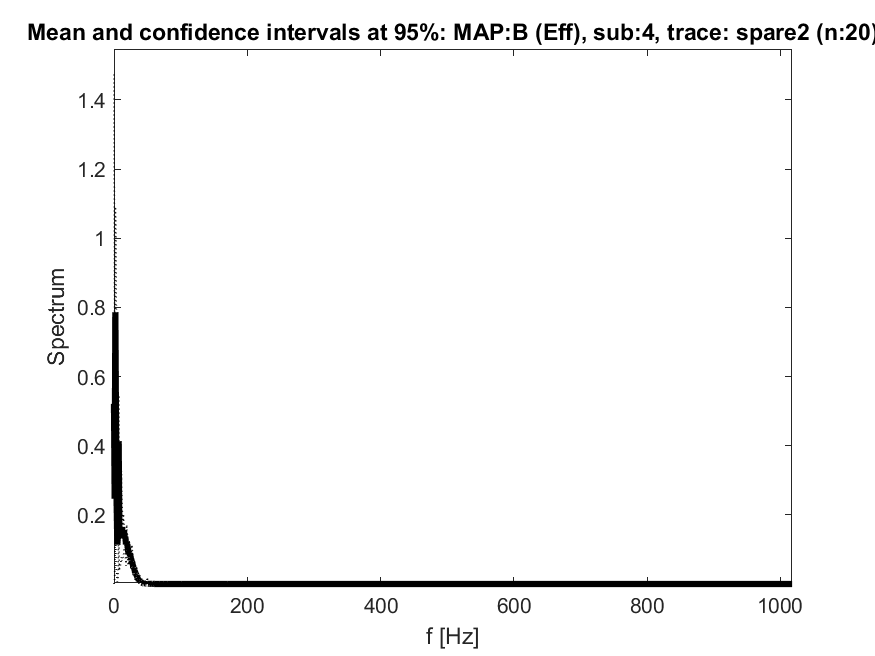 Mean and confidence intervals at 95%: MAP:B (Eff), sub:4, trace: spare2 (n:20)
1.4
1.2
1
0.8
0.6
0.4
0.2
Spectrum
0 200 400 600 800 1000
f [Hz]